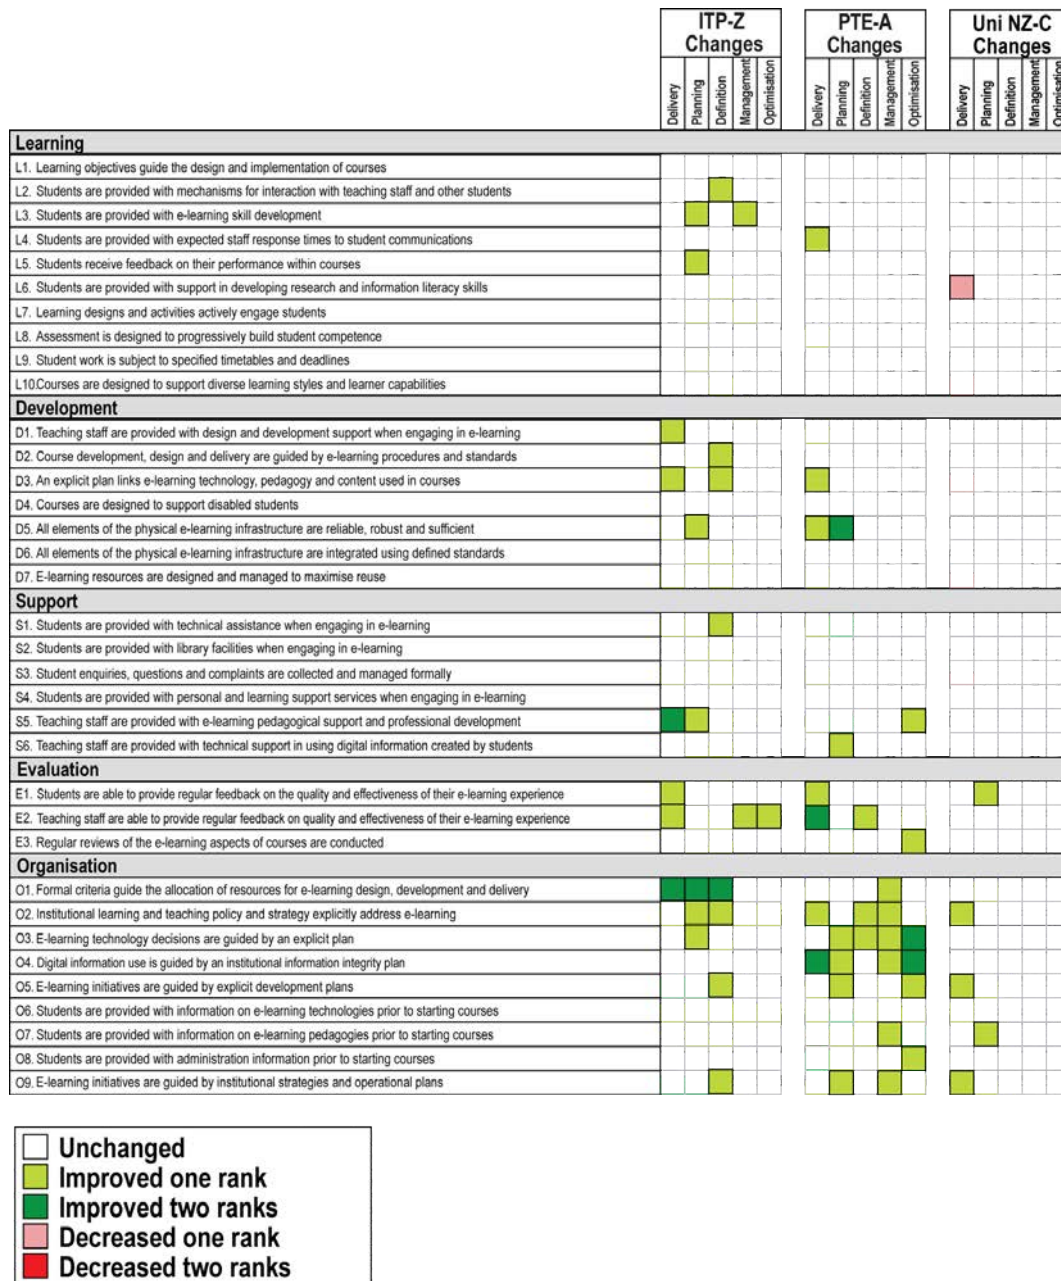 ITP-Z
Changes
PTE-A
Changes
Uni NZ-C
Changes
Delivery
Planning
Definition
Management
Optimisation
Delivery
Planning
Definition
Management
Optimisation
Delivery
Planning
Definition
Management
Optimisation
Learning
L1. Learning objectives guide the design and implementation of courses
L2. Students are provided with mechanisms for interaction with teaching staff and other students
L3. Students are provided with e-learning skill development
L4. Students are provided with expected staff response times to student communications
L5. Students receive feedback on their performance within courses
L6. Students are provided with support in developing research and information literacy skills
L7. Learning designs and activities actively engage students
L8. Assessment is designed to progressively build student competence
L9. Student work is subject to specified timetables and deadlines
L10.Courses are designed to support diverse learning styles and learner capabilities
Development
D1. Teaching staff are provided with design and development support when engaging in e-learning
D2. Course development, design and delivery are guided by e-learning procedures and standards
D3. An explicit plan links e-learning technology, pedagogy and content used in courses
D4. Courses are designed to support disabled students
D5. All elements of the physical e-learning infrastructure are reliable, robust and sufficient
D6. All elements of the physical e-learning infrastructure are integrated using defined standards
D7. E-learning resources are designed and managed to maximise reuse
Support
S1. Students are provided with technical assistance when engaging in e-learning
S2. Students are provided with library facilities when engaging in e-learning
S3. Student enquiries, questions and complaints are collected and managed formally
S4. Students are provided with personal and learning support services when engaging in e-learning
S5. Teaching staff are provided with e-learning pedagogical support and professional development
S6. Teaching staff are provided with technical support in using digital information created by students
Evaluation
E1. Students are able to provide regular feedback on the quality and effectiveness of their e-learning experience
E2. Teaching staff are able to provide regular feedback on quality and effectiveness of their e-learning experience
E3. Regular reviews of the e-learning aspects of courses are conducted
Organisation
O1. Formal criteria guide the allocation of resources for e-learning design, development and delivery
O2. Institutional learning and teaching policy and strategy explicitly address e-learning
O3. E-learning technology decisions are guided by an explicit plan
O4. Digital information use is guided by an institutional information integrity plan
O5. E-learning initiatives are guided by explicit development plans
O6. Students are provided with information on e-learning technologies prior to starting courses
O7. Students are provided with information on e-learning pedagogies prior to starting courses
O8. Students are provided with administration information prior to starting courses
O9. E-learning initiatives are guided by institutional strategies and operational plans
Unchanged
Improved one rank
Improved two ranks
Decreased one rank
Decreased two ranks